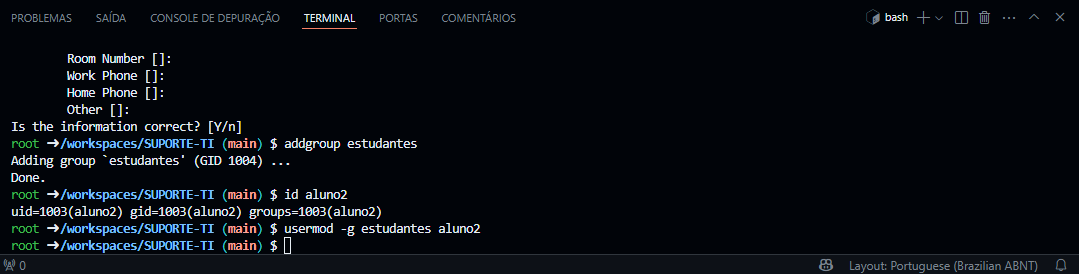 PROBLEMAS SAÍDA CONSOLE DE DEPURAÇÃO TERMINAL PORTAS COMENTÁRIOS bash
Room Number []:
Work Phone []:
Home Phone []:
Other []:
Is the information correct? [Y/n]
root ➜/workspaces/SUPORTE-TI (main) $ addgroup estudantes
Adding group `estudantes' (GID 1004) ...
Done.
root ➜/workspaces/SUPORTE-TI (main) $ id aluno2
uid=1003(aluno2) gid=1003(aluno2) groups=1003(aluno2)
root ➜/workspaces/SUPORTE-TI (main) $ usermod -g estudantes aluno2
root ➜/workspaces/SUPORTE-TI (main) $
0 Layout: Portuguese (Brazilian ABNT)